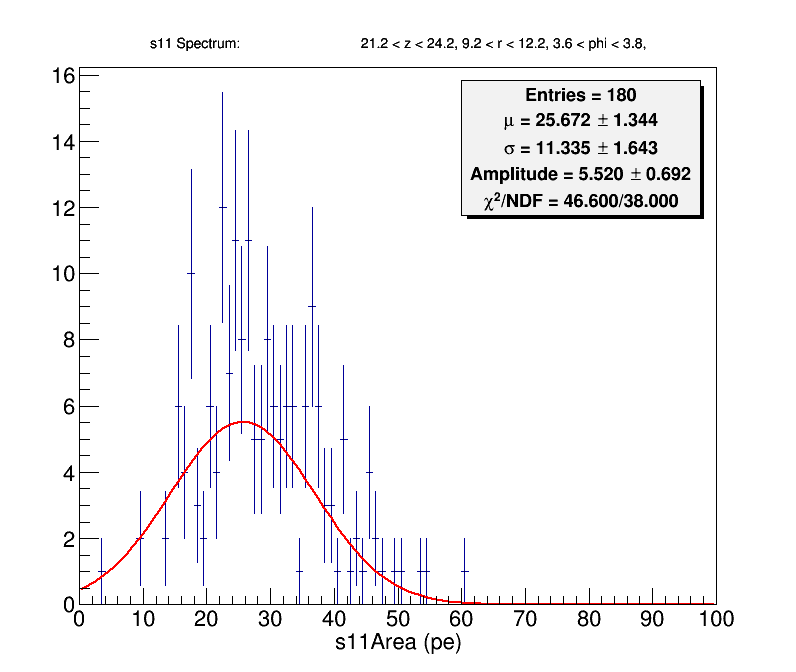 s11 Spectrum: 21.2 < z < 24.2, 9.2 < r < 12.2, 3.6 < phi < 3.8,
Entries = 180
μ = 25.672 ± 1.344
σ = 11.335 ± 1.643
Amplitude = 5.520 ± 0.692
χ²/NDF = 46.600/38.000
16
14
12
10
8
6
4
2
0
0 10 20 30 40 50 60 70 80 90 100
s11Area (pe)